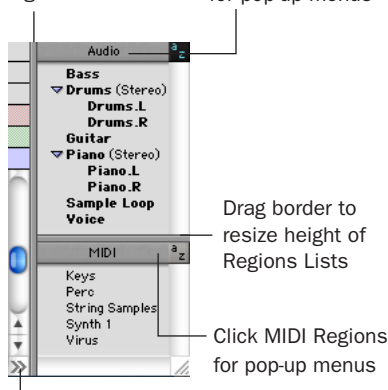 for pop-up menus
Audio
a z
Bass
Drums (Stereo)
Drums.L
Drums.R
Guitar
Piano (Stereo)
Piano.L
Piano.R
Sample Loop
Voice
Drag border to
resize height of
Regions Lists
MIDI
a z
Keys
Perc
String Samples
Synth 1
Virus
Click MIDI Regions
for pop-up menus